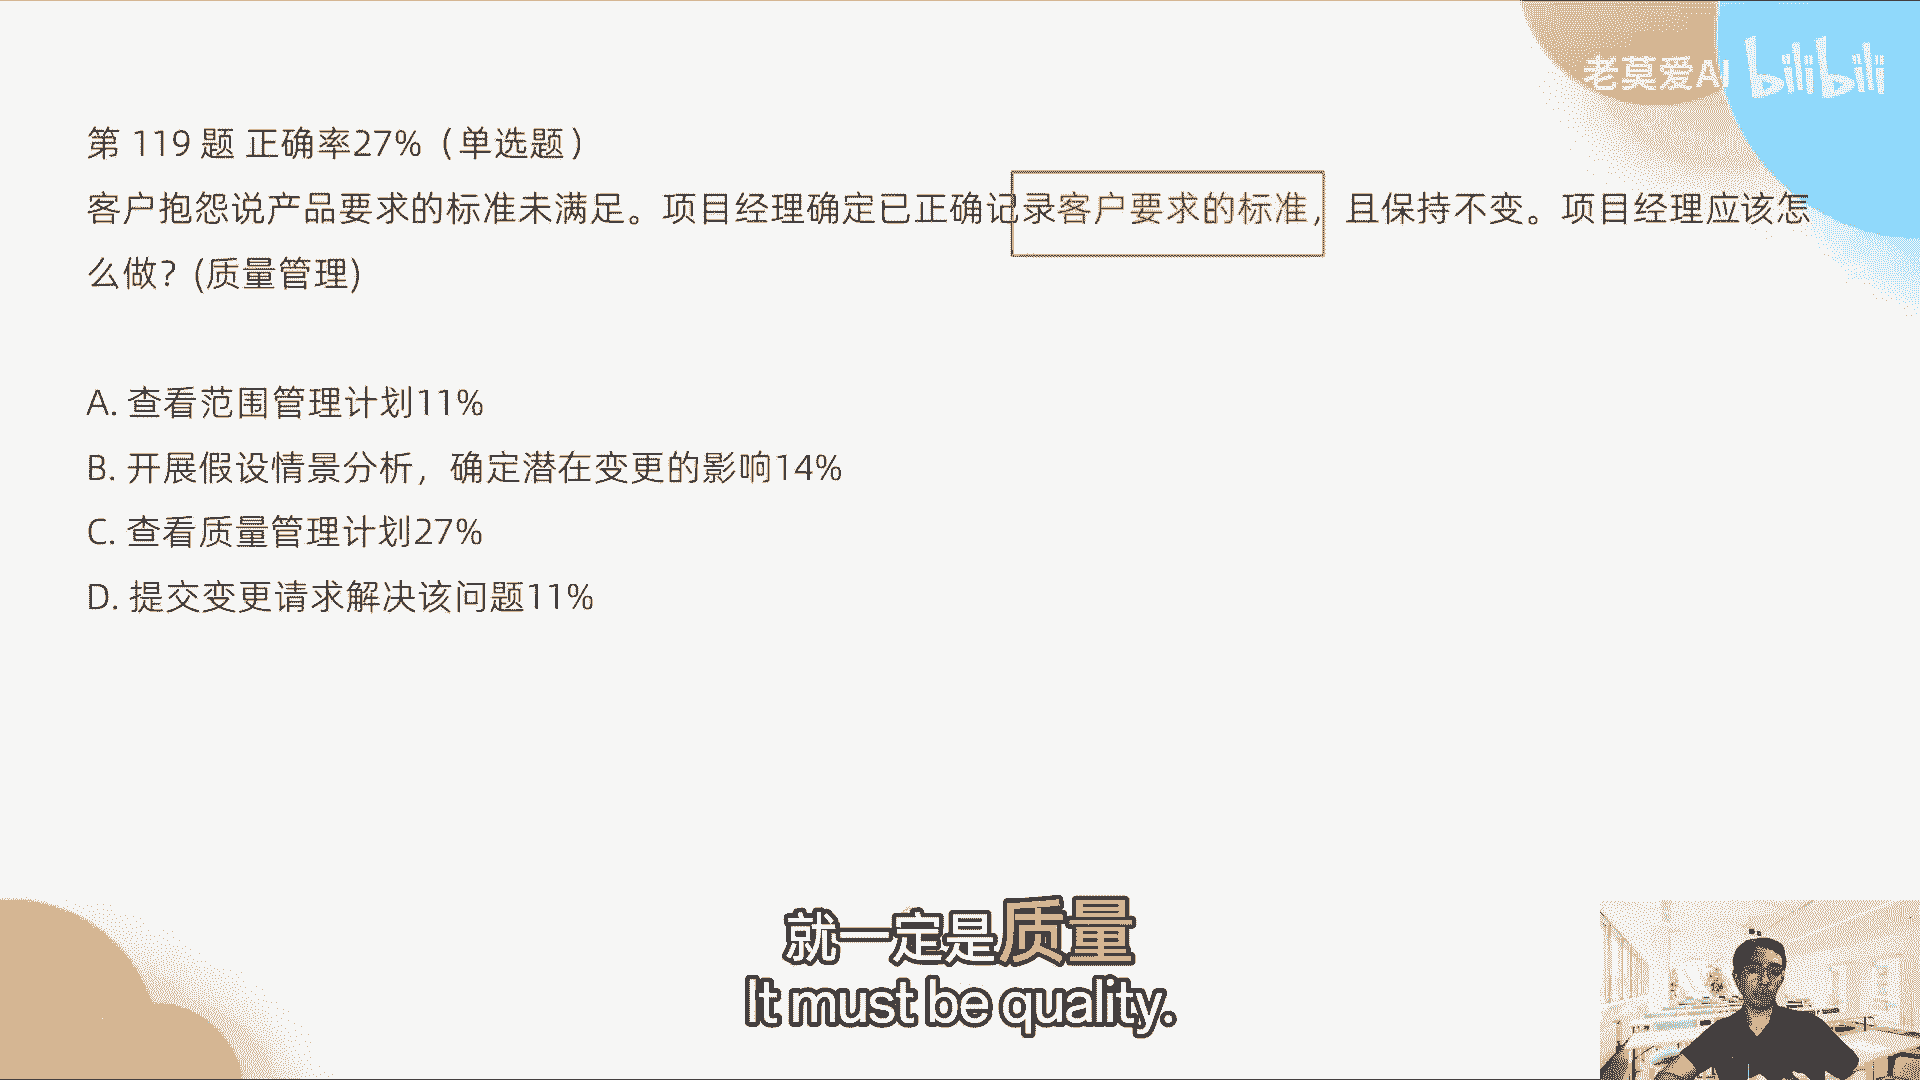 老莫爱AI bilibili
第 119 题 正确率27%（单选题）
客户抱怨说产品要求的标准未满足。项目经理确定已正确记录客户要求的标准，且保持不变。项目经理应该怎
么做？(质量管理)
A. 查看范围管理计划11%
B. 开展假设情景分析，确定潜在变更的影响14%
C. 查看质量管理计划27%
D. 提交变更请求解决该问题11%
就一定是质量
It must be quality.